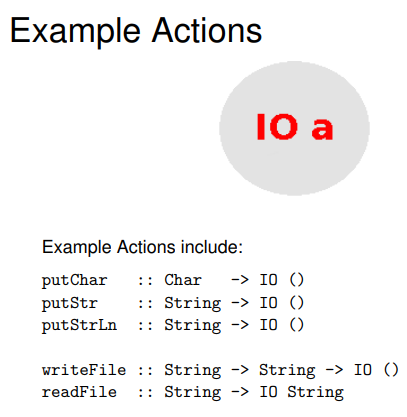 Example Actions
IO a
Example Actions include:
putChar   :: Char   -> IO ()
putStr    :: String -> IO ()
putStrLn  :: String -> IO ()
writeFile :: String -> String -> IO ()
readFile  :: String -> IO String